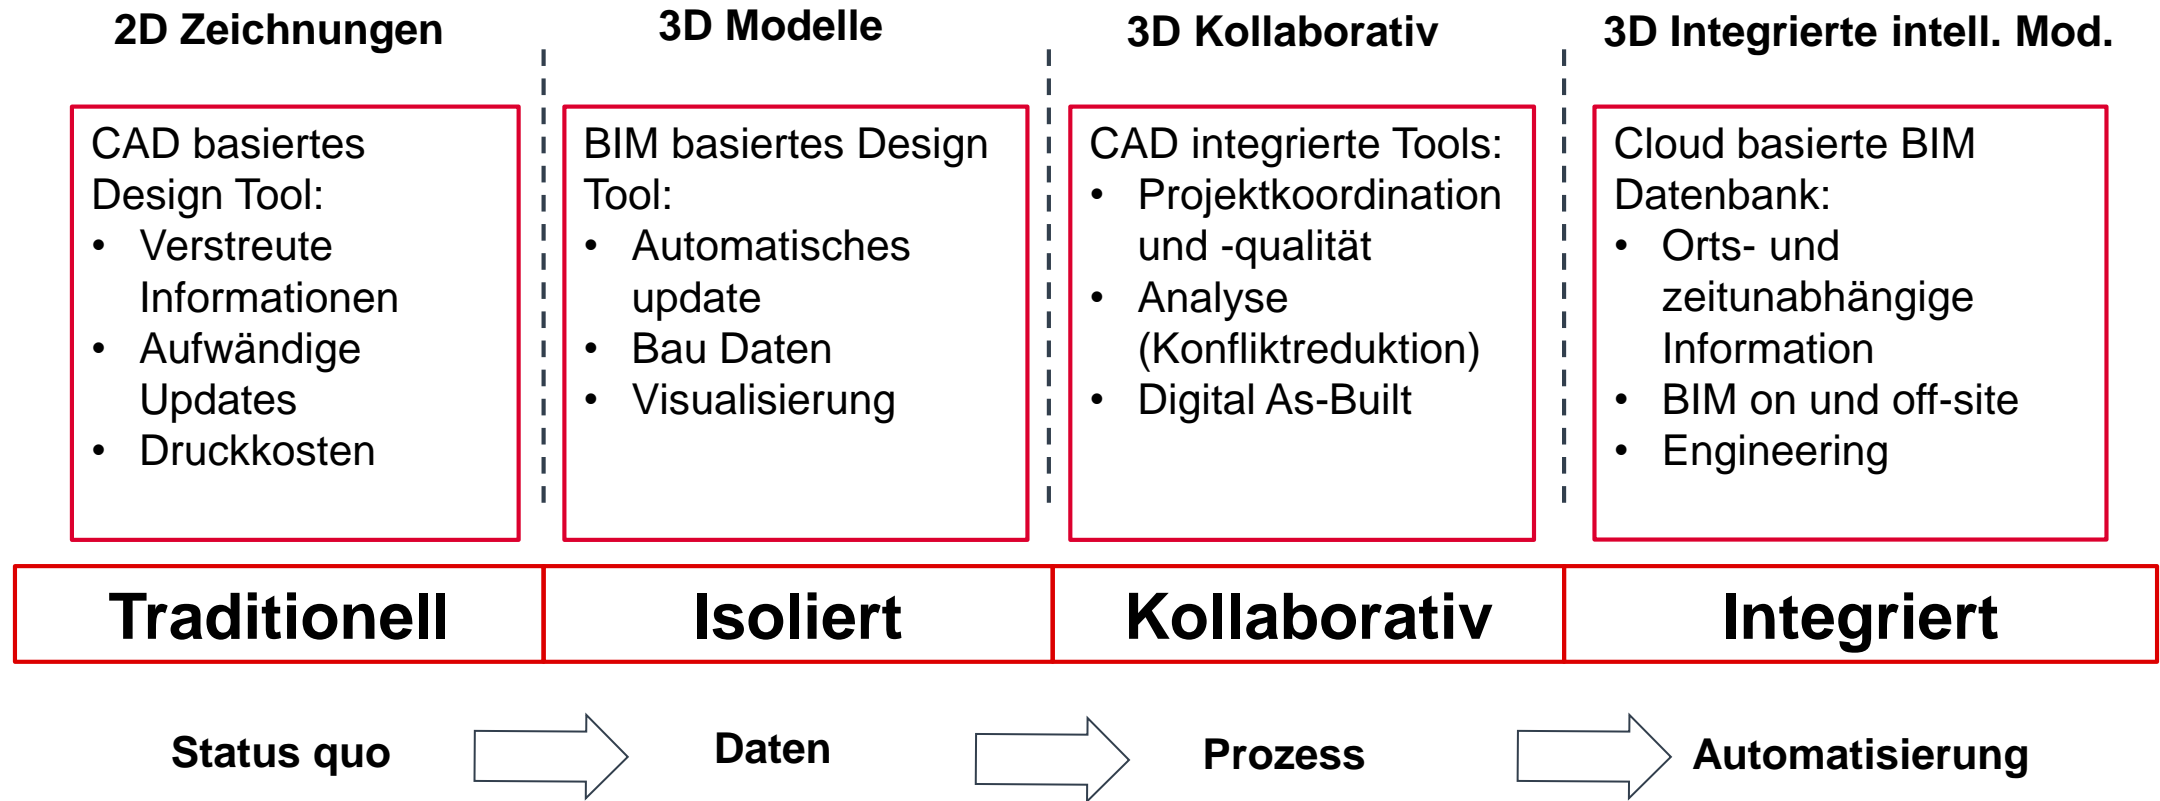 2D Zeichnungen
3D Modelle
3D Kollaborativ
3D Integrierte intell. Mod.
CAD basiertes
Design Tool:
• Verstreute
Informationen
• Aufwändige
Updates
• Druckkosten
BIM basiertes Design
Tool:
• Automatisches
update
• Bau Daten
• Visualisierung
CAD integrierte Tools:
• Projektkoordination
und -qualität
• Analyse
(Konfliktreduktion)
• Digital As-Built
Cloud basierte BIM
Datenbank:
• Orts- und
zeitunabhängige
Information
• BIM on und off-site
• Engineering
Traditionell
Isoliert
Kollaborativ
Integriert
Status quo
Daten
Prozess
Automatisierung